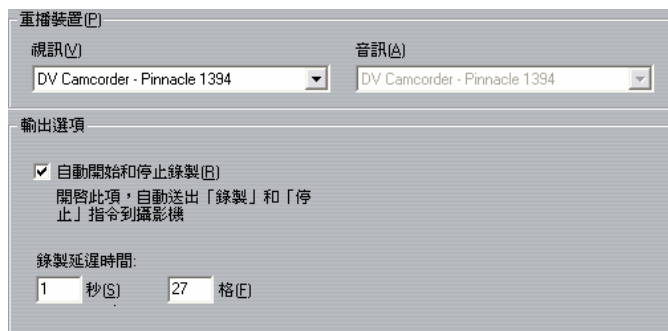 重播裝置(P)
視訊(V) 音訊(A)
DV Camcorder - Pinnacle 1394 DV Camcorder - Pinnacle 1394
輸出選項
自動開始和停止錄製(R)
開啓此項，自動送出「錄製」和「停
止」指令到攝影機
錄製延遲時間:
1 秒(S) 27 格(F)